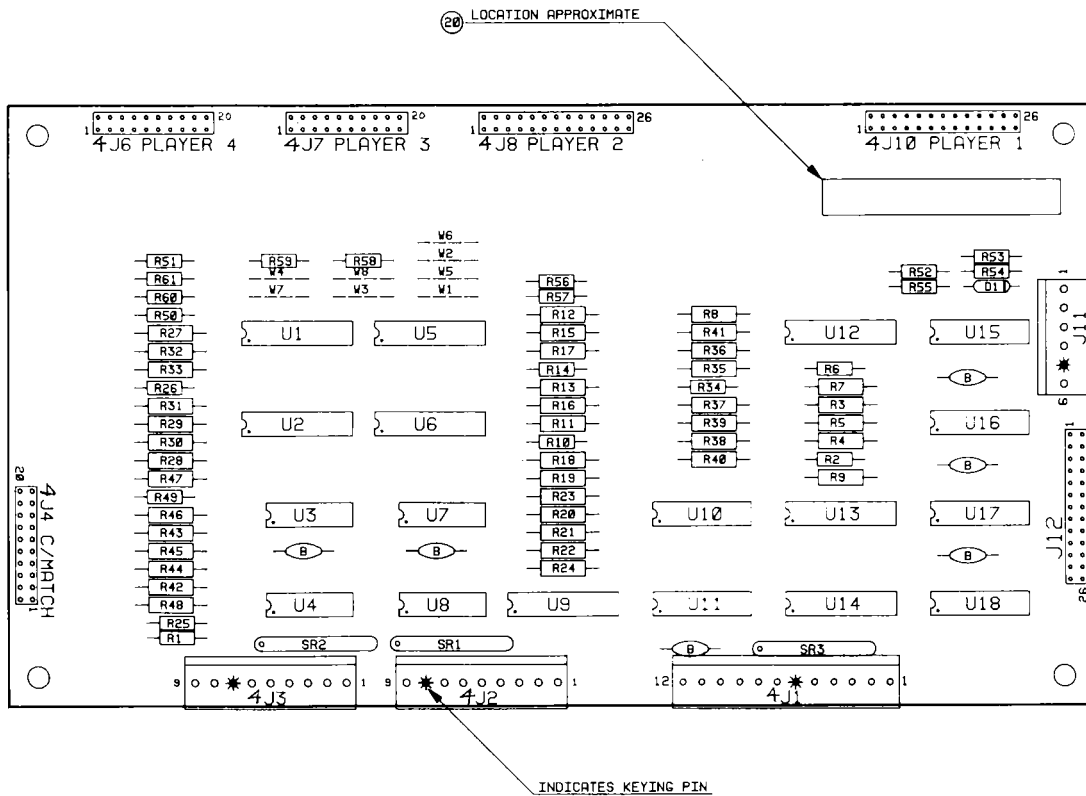 20 LOCATION APPROXIMATE
1 20 1 20 1 26 1 26
4J6 PLAYER 4 4J7 PLAYER 3 4J8 PLAYER 2 4J10 PLAYER 1
W6
R51 R59 R58 W2 R53
W4 W8 W5 R52 R54 1
R61 R56
R60 W7 W3 W1 R57 R55 D1
R50 R12 R8
R27 U1 U5 R15 R41 U12 U15 J11
R32 R17 R36
R33 R14 R35 R6
R26 R13 R34 R7 B
R31 R16 R37 R3 6
R29 U2 U6 R11 R39 R5 U16 1
R30 R10 R38 R4
R28 R18 R40 R2 B
R47 R19 R9
20 R49 R23
4J4 C/MATCH
R46 U3 U7 R20 U10 U13 U17
R43 R21 J12
R45 B B R22 B
R44 R24
R42
1 R48 U4 U8 U9 U11 U14 U18 26
R25
R1 SR2 SR1 B SR3
9 1 9 1 12 1
4J3 4J2 4J1
INDICATES KEYING PIN